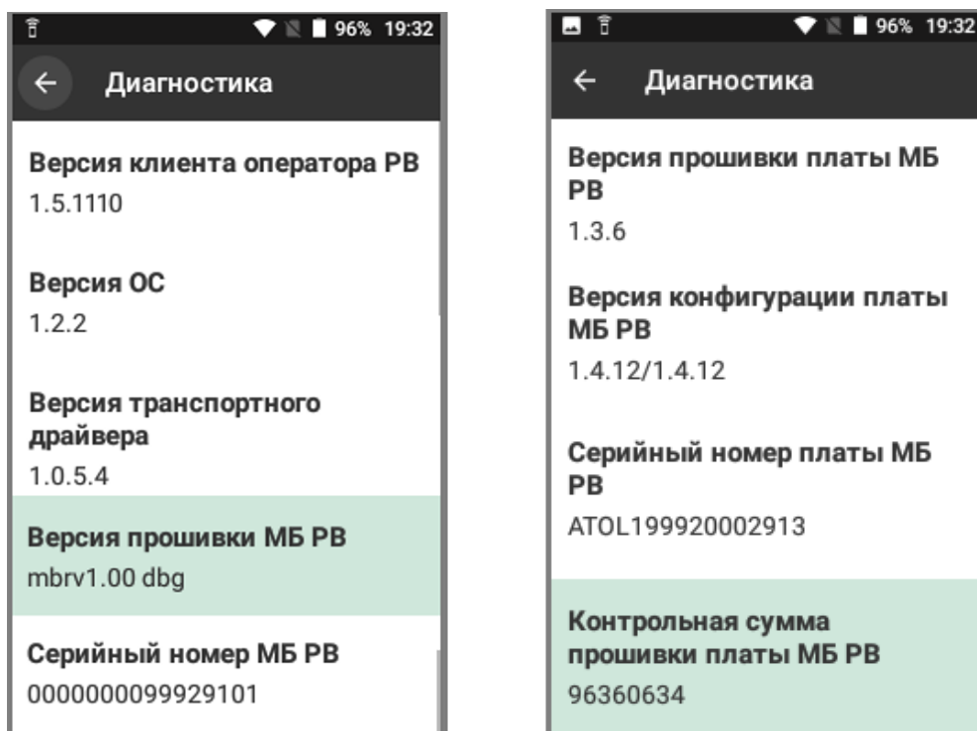 96% 19:32
Диагностика
Версия клиента оператора РВ
1.5.1110
Версия ОС
1.2.2
Версия транспортного
драйвера
1.0.5.4
Версия прошивки МБ РВ
mbrv1.00 dbg
Серийный номер МБ РВ
0000000099929101
96% 19:32
Диагностика
Версия прошивки платы МБ
РВ
1.3.6
Версия конфигурации платы
МБ РВ
1.4.12/1.4.12
Серийный номер платы МБ
РВ
ATOL199920002913
Контрольная сумма
прошивки платы МБ РВ
96360634